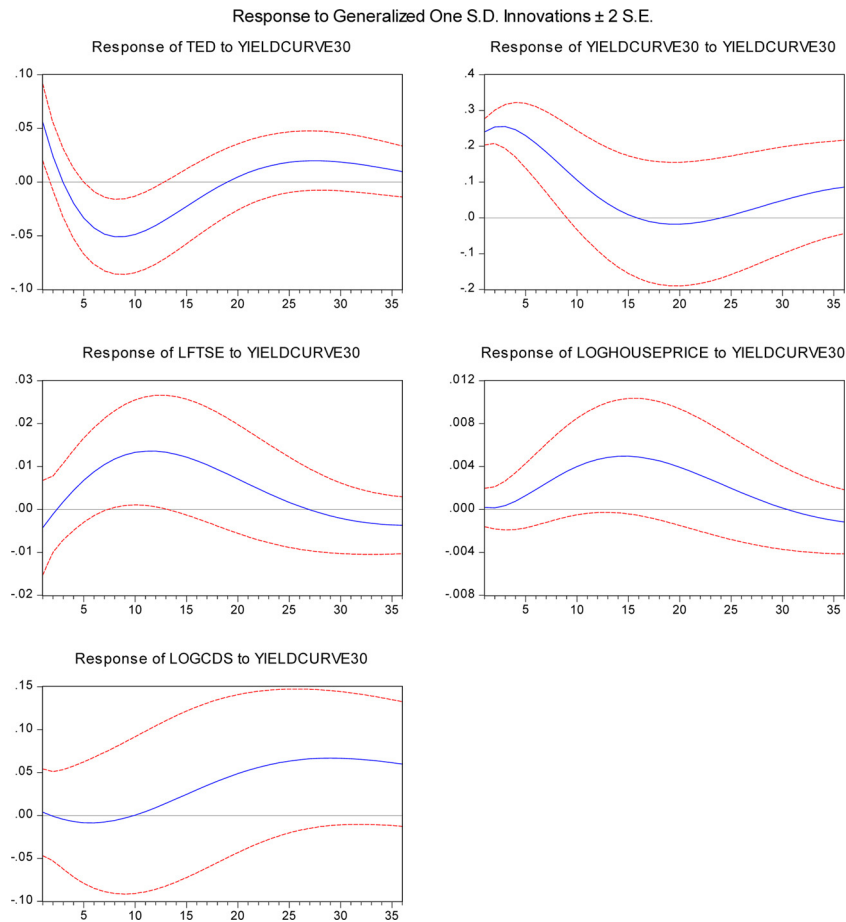 Response to Generalized One S.D. Innovations ± 2 S.E.
Response of TED to YIELDCURVE30
.10
.05
.00
-.05
-.10
5 10 15 20 25 30 35
Response of YIELDCURVE30 to YIELDCURVE30
.4
.3
.2
.1
.0
-.1
-.2
5 10 15 20 25 30 35
Response of LFTSE to YIELDCURVE30
.03
.02
.01
.00
-.01
-.02
5 10 15 20 25 30 35
Response of LOGHOUSEPRICE to YIELDCURVE30
.012
.008
.004
.000
-.004
-.008
5 10 15 20 25 30 35
Response of LOGCDS to YIELDCURVE30
.15
.10
.05
.00
-.05
-.10
5 10 15 20 25 30 35